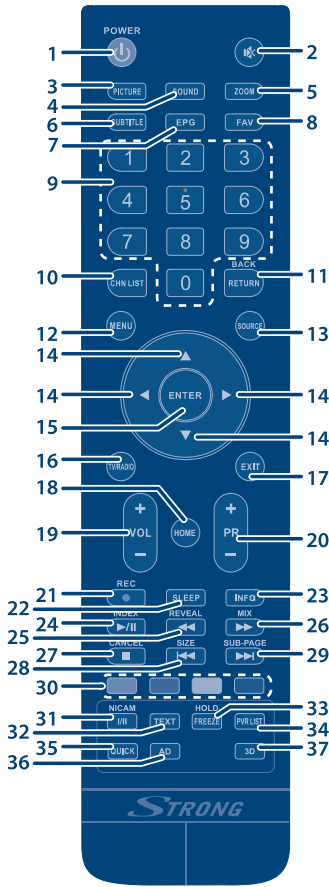 POWER
1
2
3
PICTURE
SOUND
ZOOM
4
5
6
SUBTITLE
EPG
FAV
7
8
1
2
3
9
4
5
6
7
8
9
BACK
10
CHN LIST
0
RETURN
11
MENU
SOURCE
12
13
14
ENTER
14
14
15
14
16
TV/RADIO
EXIT
17
18
+
+
19
VOL
HOME
PR
20
–
–
REC
21
SLEEP
INFO
22
23
INDEX
REVEAL
MIX
24
25
26
CANCEL
SIZE
SUB-PAGE
27
28
29
30
NICAM
HOLD
33
31
I/II
TEXT
FREEZE
PVR LIST
32
34
35
QUICK
AD
3D
37
36
STRONG